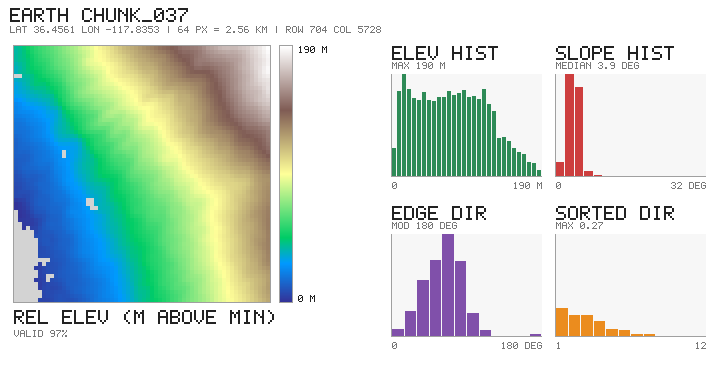 EARTH CHUNK_037
LAT 36.4561 LON -117.8353 | 64 PX = 2.56 KM | ROW 704 COL 5728
190 M
0 M
REL ELEV (M ABOVE MIN)
VALID 97%
ELEV HIST
MAX 190 M
0 190 M
SLOPE HIST
MEDIAN 3.9 DEG
0 32 DEG
EDGE DIR
MOD 180 DEG
0 180 DEG
SORTED DIR
MAX 0.27
1 12